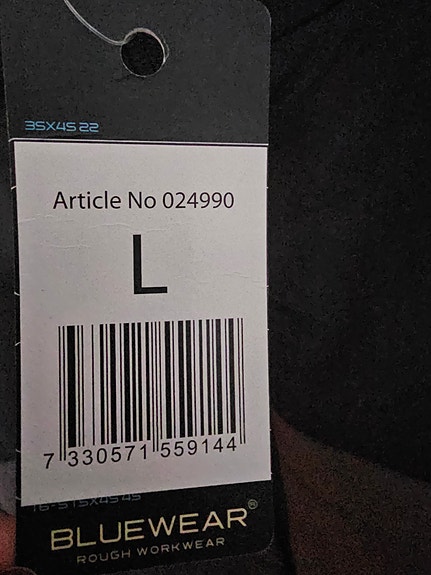 3SX4S 22
Article No 024990
L
7 330571 559144
BLUEWEAR®
ROUGH WORKWEAR